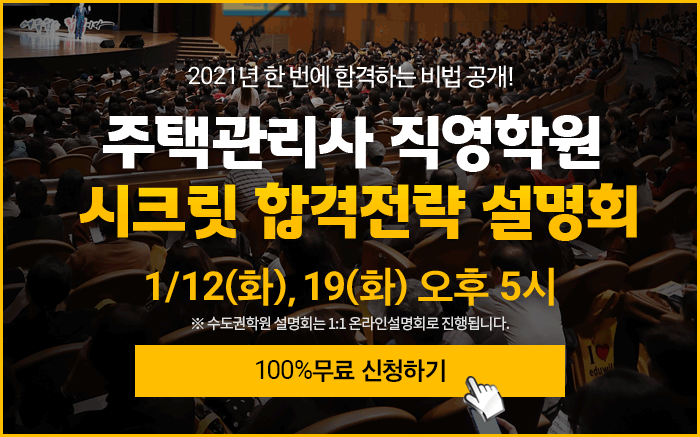 2021년 한 번에 합격하는 비법 공개!
주택관리사 직영학원
시크릿 합격전략 설명회
1/12(화), 19(화) 오후 5시
※ 수도권학원 설명회는 1:1 온라인설명회로 진행됩니다.
100%무료 신청하기
I
eduwill